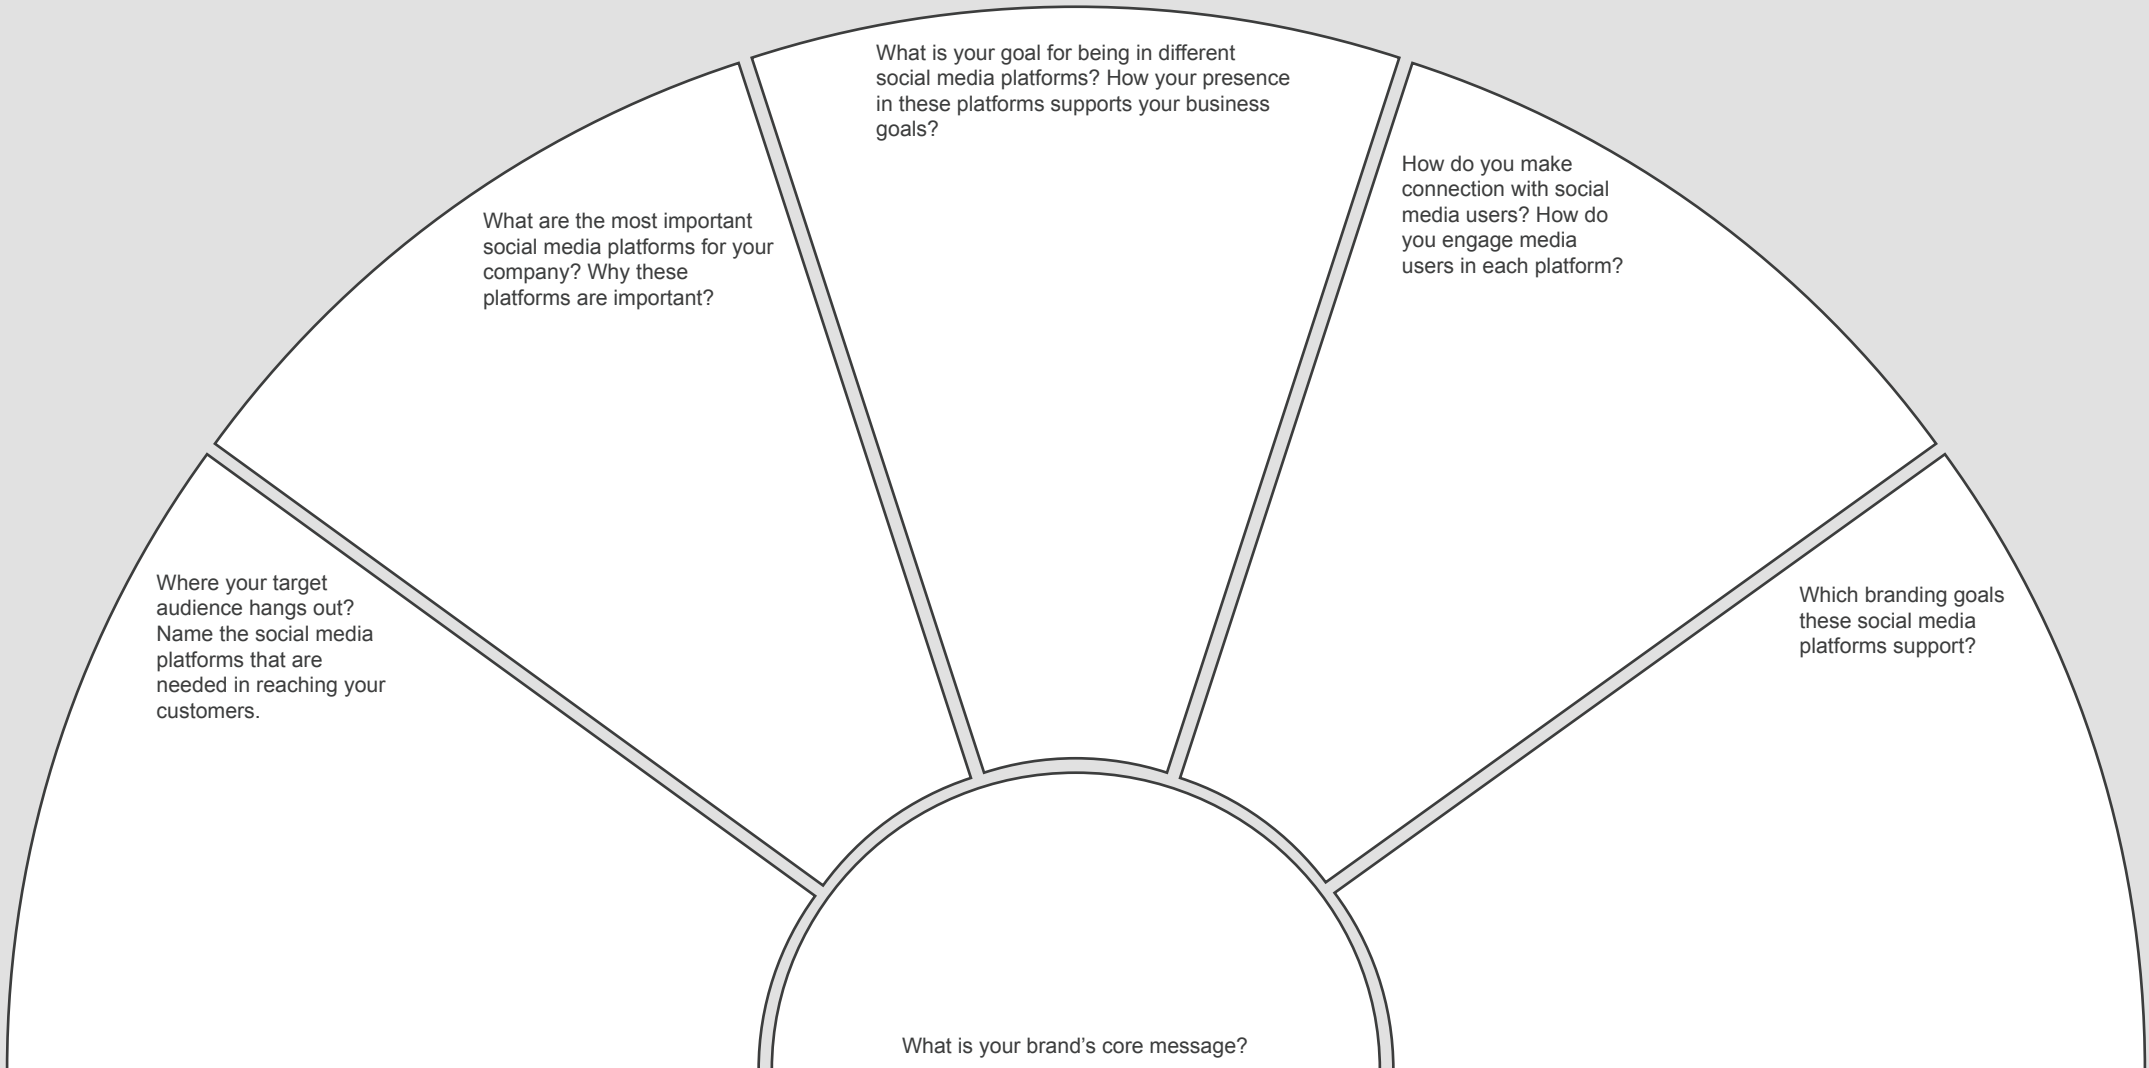 What is your goal for being in different
social media platforms? How your presence
in these platforms supports your business
goals?
How do you make
connection with social
media users? How do
you engage media
users in each platform?
What are the most important
social media platforms for your
company? Why these
platforms are important?
Where your target
audience hangs out?
Name the social media
platforms that are
needed in reaching your
customers.
Which branding goals
these social media
platforms support?
What is your brand’s core message?